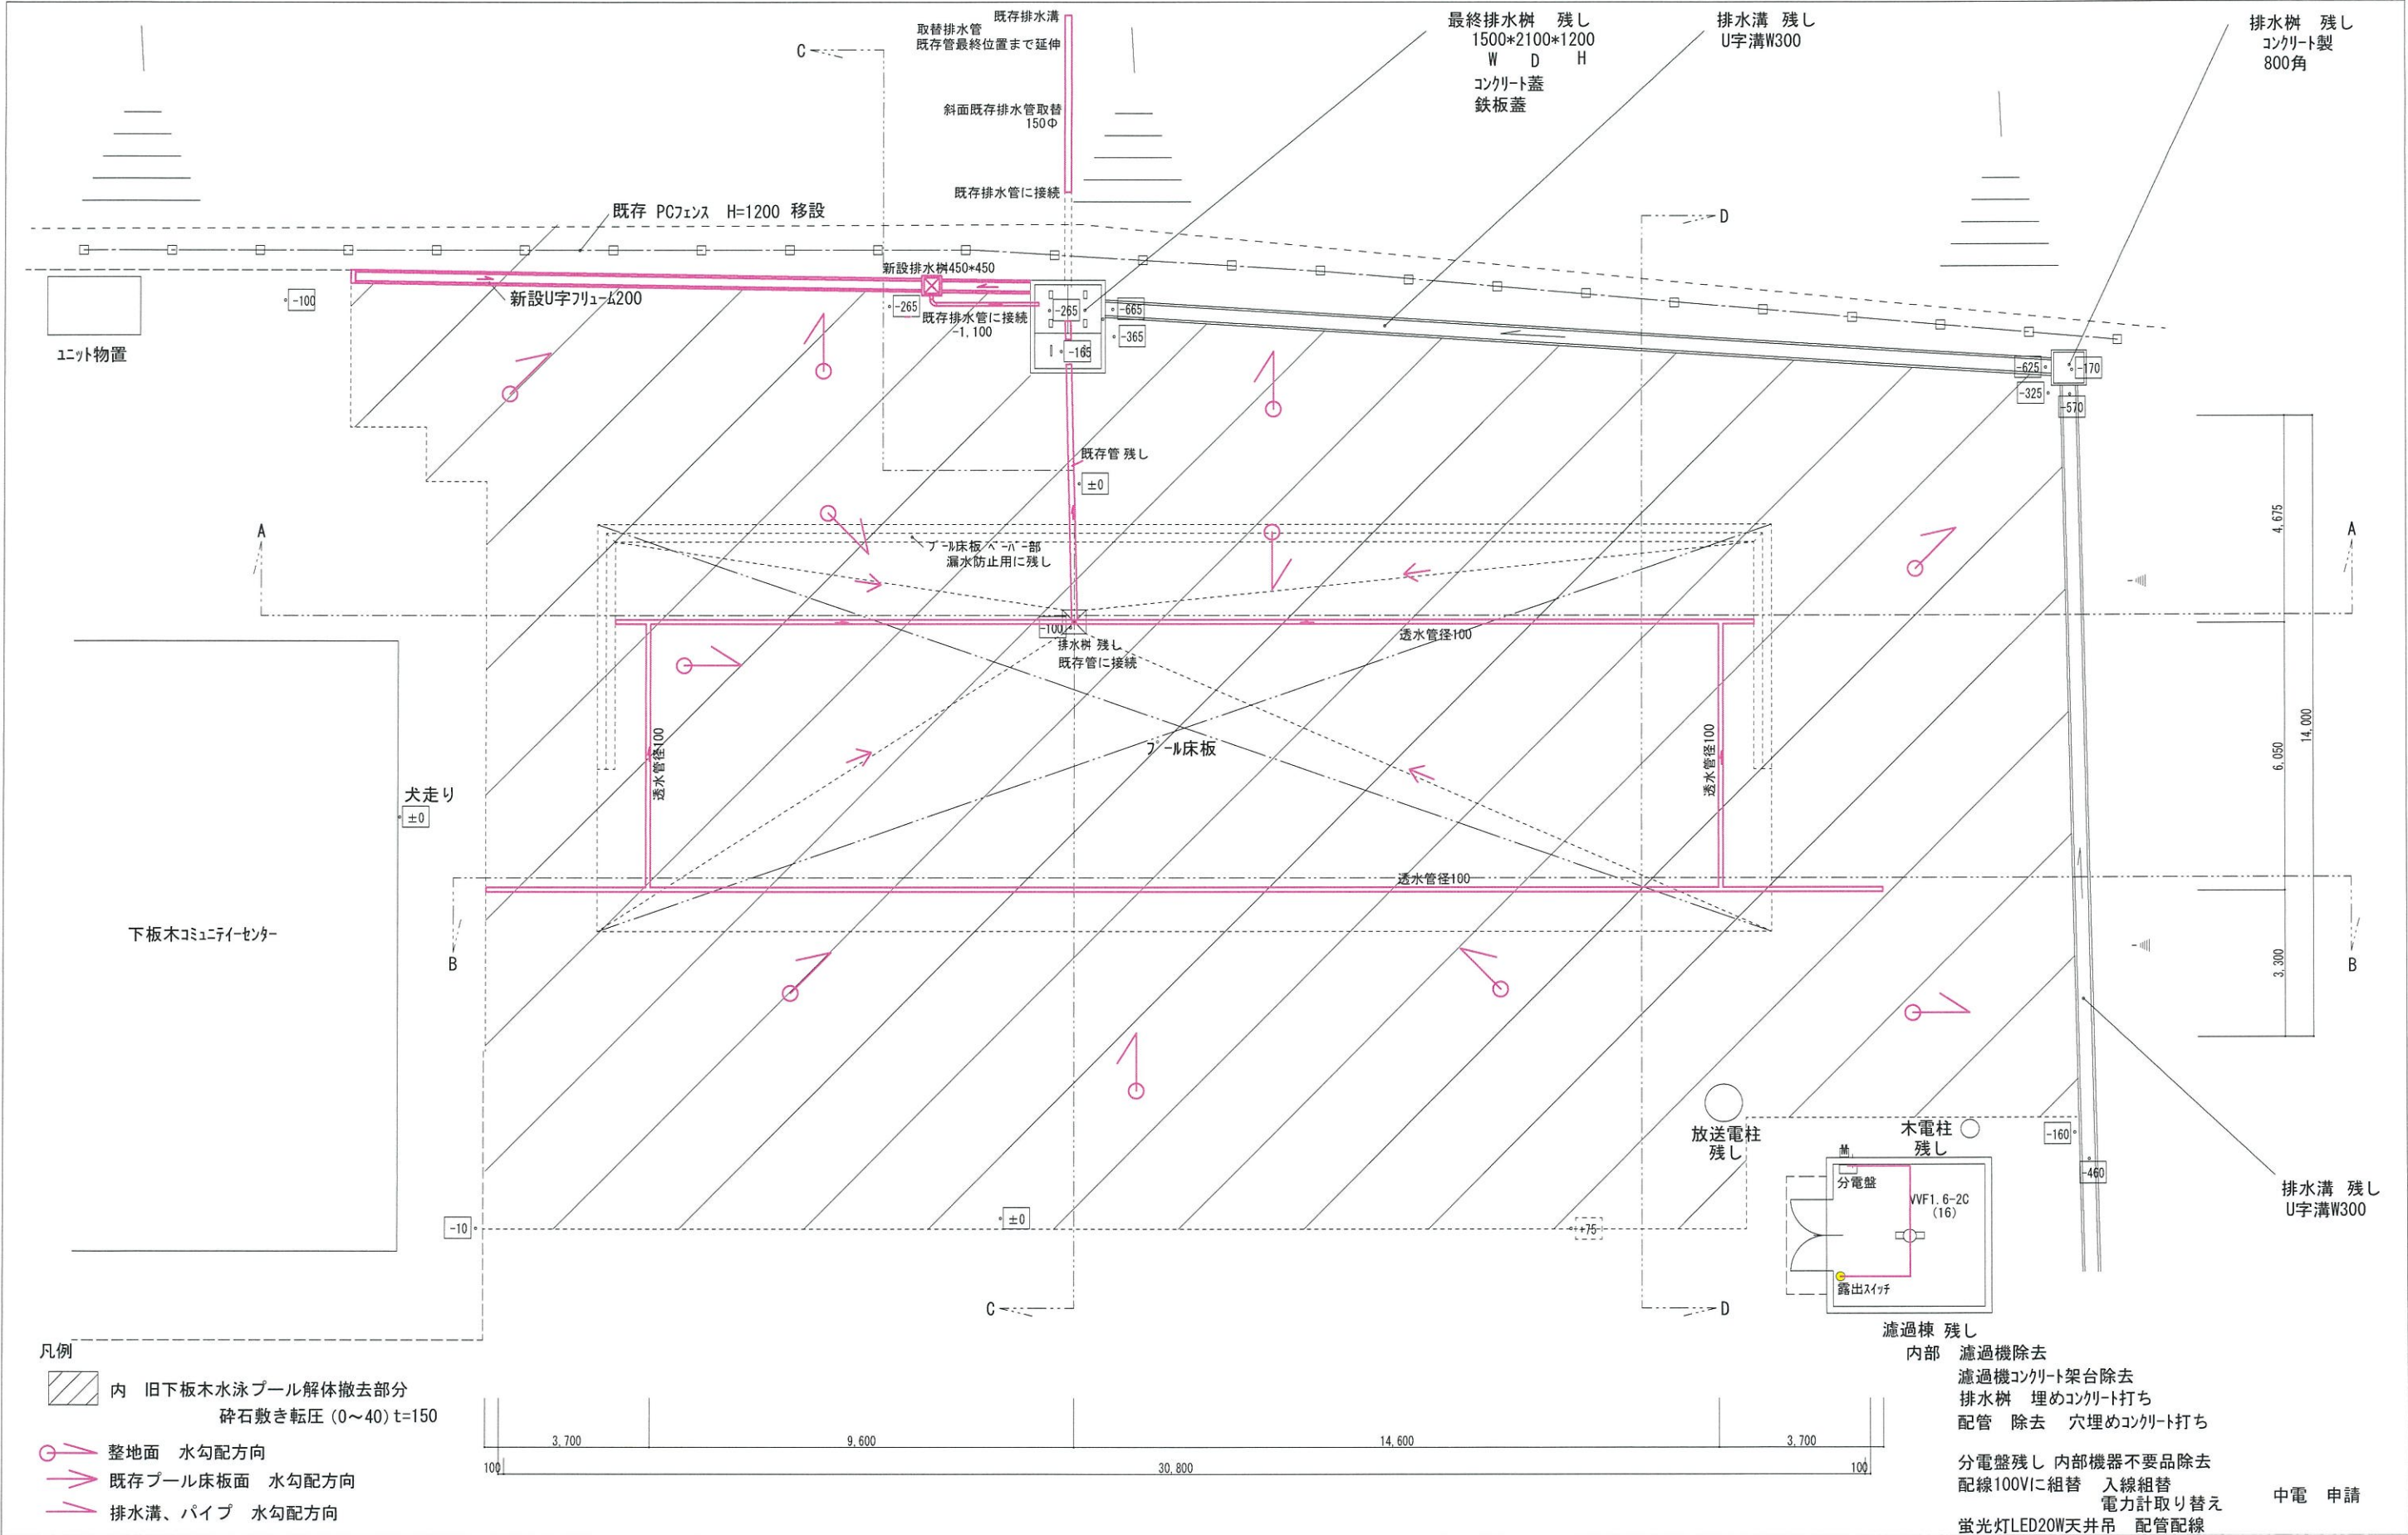 既存排水溝
取替排水管
既存管最終位置まで延伸
斜面既存排水管取替
150Φ
既存排水管に接続
最終排水桝 残し
1500*2100*1200
W D H
コンクリート蓋
鉄板蓋
排水溝 残し
U字溝W300
排水桝 残し
コンクリート製
800角
C
D
既存 PCフェンス H=1200 移設
新設排水桝450*450
新設U字フリューム200
-100
ユニット物置
-265
既存排水管に接続
-1,100
-265
-665
-365
-165
-625
-170
-325
-570
既存管 残し
±0
A
A
プール床板 ペーパー部
漏水防止用に残し
-100
排水桝 残し
既存管に接続
透水管径100
透水管径100
透水管径100
プール床板
犬走り
±0
透水管径100
下板木コミュニティーセンター
B
B
4,675
6,050
3,300
14,000
放送電柱
残し
木電柱
残し
-160
-460
分電盤
VVF1.6-2C
(16)
露出スイッチ
排水溝 残し
U字溝W300
-10
±0
+75
C
D
濾過棟 残し
内部 濾過機除去
濾過機コンクリート架台除去
排水桝 埋めコンクリート打ち
配管 除去 穴埋めコンクリート打ち
分電盤残し 内部機器不要品除去
配線100Vに組替 入線組替
電力計取り替え
中電 申請
蛍光灯LED20W天井吊 配管配線
凡例
内 旧下板木水泳プール解体撤去部分
砕石敷き転圧(0～40)t=150
整地面 水勾配方向
既存プール床板面 水勾配方向
排水溝、パイプ 水勾配方向
3,700
9,600
14,600
3,700
100
30,800
100